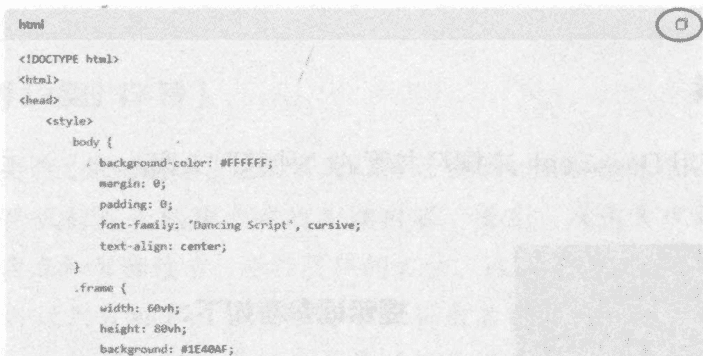 html
<!DOCTYPE html>
<html>
<head>
<style>
body {
background-color: #FFFFFF;
margin: 0;
padding: 0;
font-family: 'Dancing Script', cursive;
text-align: center;
}
.frame {
width: 60vh;
height: 80vh;
background: #1E40AF;